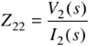 Z₂₂ = V₂(s) / I₂(s)